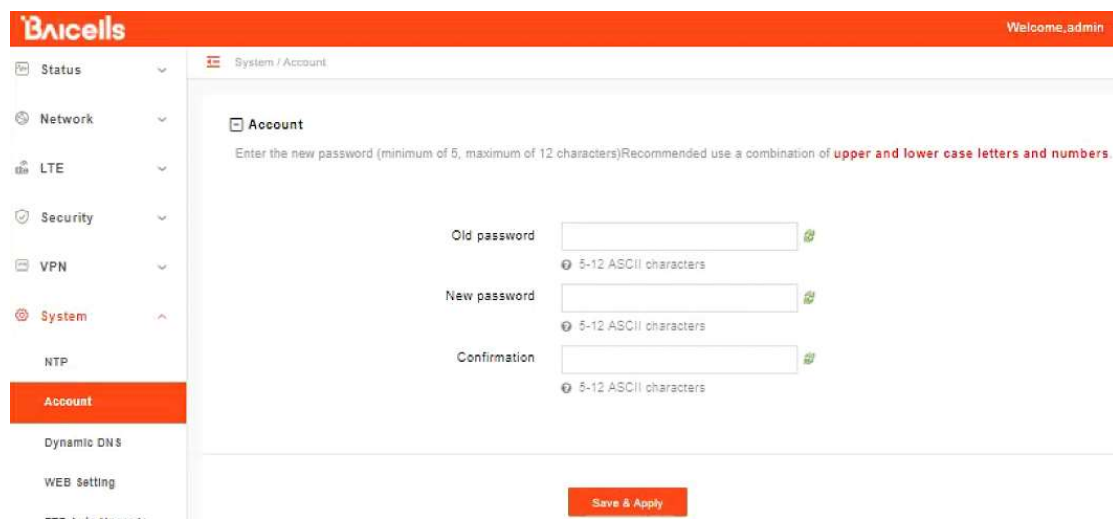 BAICELLS
Welcome,admin
Status
System / Account
Network
Account
Enter the new password (minimum of 5, maximum of 12 characters)Recommended use a combination of upper and lower case letters and numbers
LTE
Security
Old password
5-12 ASCII characters
VPN
New password
5-12 ASCII characters
System
Confirmation
5-12 ASCII characters
NTP
Account
Dynamic DNS
WEB Setting
Save & Apply